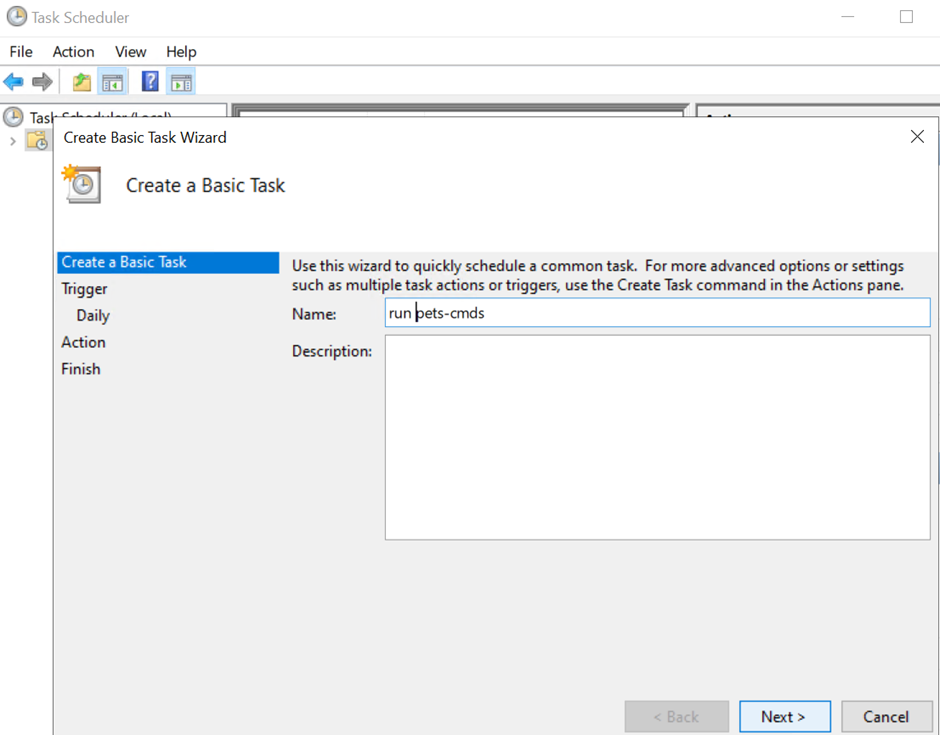 Task Scheduler
File Action View Help
Task Scheduler (Local)
Create Basic Task Wizard
Create a Basic Task
Create a Basic Task
Trigger
Daily
Action
Finish
Use this wizard to quickly schedule a common task. For more advanced options or settings
such as multiple task actions or triggers, use the Create Task command in the Actions pane.
Name: run pets-cmds
Description:
< Back Next > Cancel